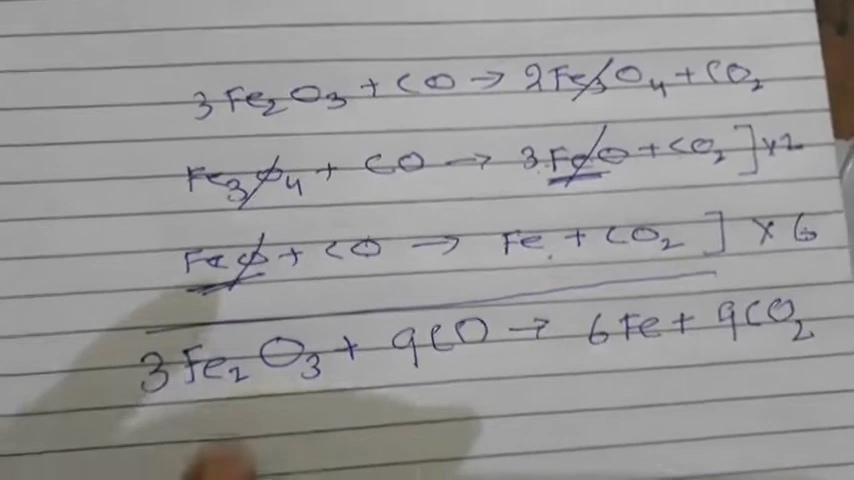 3Fe₂O₃ + CO → 2Fe₃O₄ + CO₂
Fe₃O₄ + CO → 3FeO + CO₂ ] × 2
FeO + CO → Fe + CO₂ ] × 6
3Fe₂O₃ + 9CO → 6Fe + 9CO₂